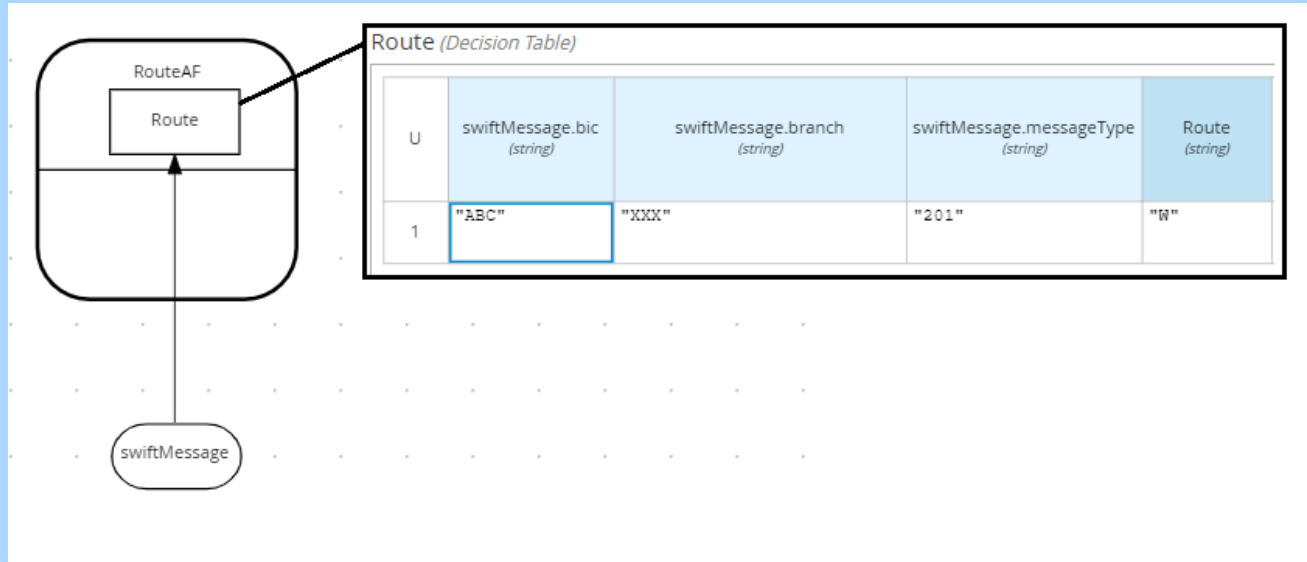 RouteAF
Route
swiftMessage
Route (Decision Table)
U
swiftMessage.bic
(string)
swiftMessage.branch
(string)
swiftMessage.messageType
(string)
Route
(string)
1
"ABC"
"XXX"
"201"
"W"